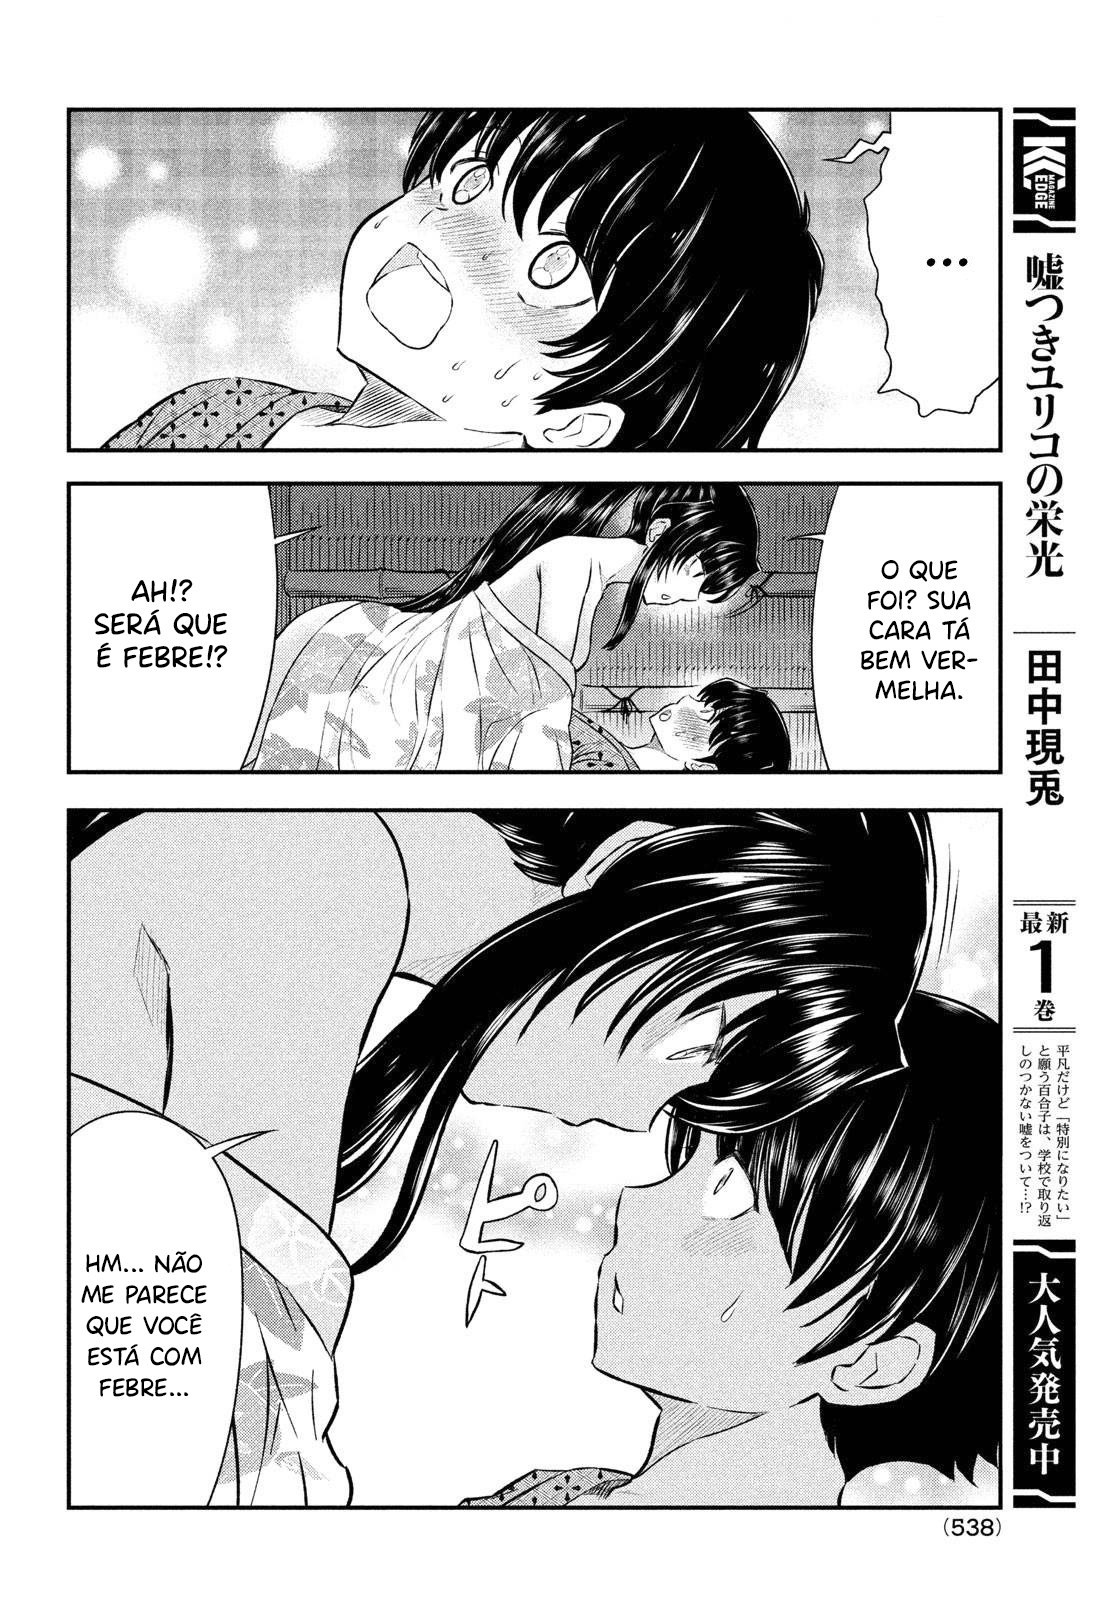 ...
O QUE
FOI? SUA
CARA TÁ
BEM VER-
MELHA.
AH!?
SERÁ QUE
É FEBRE!?
ピト
HM... NÃO
ME PARECE
QUE VOCÊ
ESTÁ COM
FEBRE...
KC
MAGAZINE
EDGE
嘘つきユリコの栄光
田中現兎
最新
1
巻
平凡だけど「特別になりたい」
と願う百合子は、学校で取り返
しのつかない嘘をついて…!?
大人気発売中
(538)